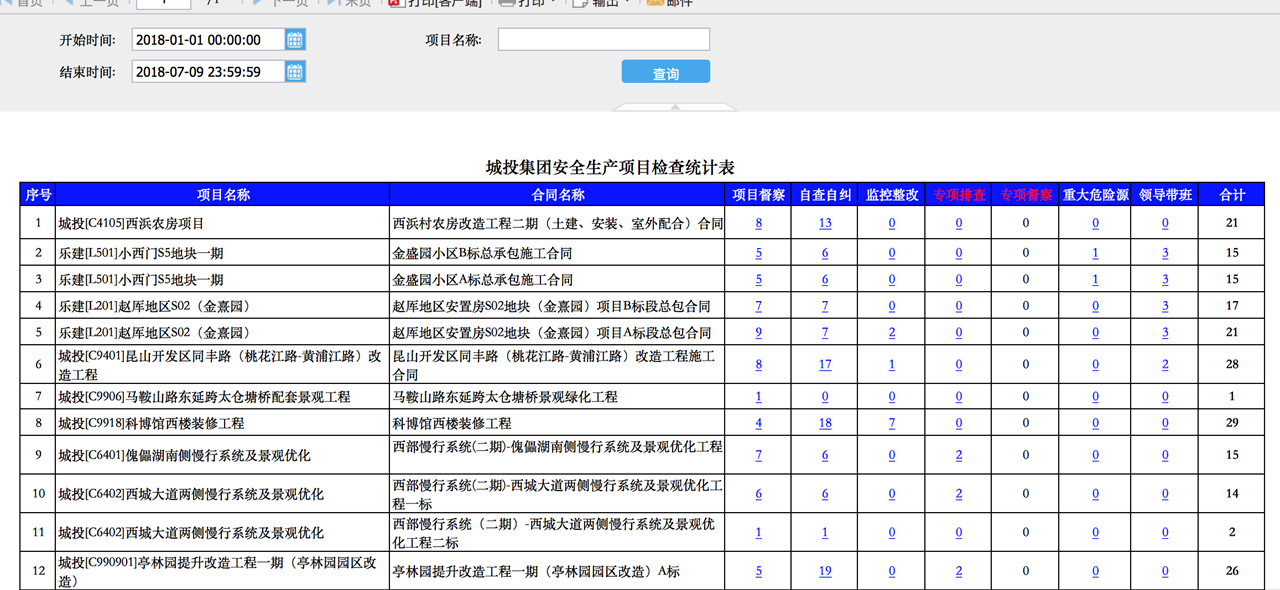 首页 上一页 /1 下一页 末页 打印[客户端] 打印 输出 邮件
开始时间: 2018-01-01 00:00:00 项目名称:
结束时间: 2018-07-09 23:59:59 查询
城投集团安全生产项目检查统计表
序号 项目名称 合同名称 项目督察 自查自纠 监控整改 专项排查 专项督察 重大危险源 领导带班 合计
1 城投[C4105]西浜农房项目 西浜村农房改造工程二期（土建、安装、室外配合）合同 8 13 0 0 0 0 0 21
2 乐建[L501]小西门S5地块一期 金盛园小区B标总承包施工合同 5 6 0 0 0 1 3 15
3 乐建[L501]小西门S5地块一期 金盛园小区A标总承包施工合同 5 6 0 0 0 1 3 15
4 乐建[L201]赵厍地区S02（金熹园） 赵厍地区安置房S02地块（金熹园）项目B标段总包合同 7 7 0 0 0 0 3 17
5 乐建[L201]赵厍地区S02（金熹园） 赵厍地区安置房S02地块（金熹园）项目A标段总包合同 9 7 2 0 0 0 3 21
6 城投[C9401]昆山开发区同丰路（桃花江路-黄浦江路）改
造工程 昆山开发区同丰路（桃花江路-黄浦江路）改造工程施工
合同 8 17 1 0 0 0 2 28
7 城投[C9906]马鞍山路东延跨太仓塘桥配套景观工程 马鞍山路东延跨太仓塘桥景观绿化工程 1 0 0 0 0 0 0 1
8 城投[C9918]科博馆西楼装修工程 科博馆西楼装修工程 4 18 7 0 0 0 0 29
9 城投[C6401]傀儡湖南侧慢行系统及景观优化 西部慢行系统(二期)-傀儡湖南侧慢行系统及景观优化工程 7 6 0 2 0 0 0 15
10 城投[C6402]西城大道两侧慢行系统及景观优化 西部慢行系统(二期)-西城大道两侧慢行系统及景观优化工
程一标 6 6 0 2 0 0 0 14
11 城投[C6402]西城大道两侧慢行系统及景观优化 西部慢行系统（二期）-西城大道两侧慢行系统及景观优
化工程二标 1 1 0 0 0 0 0 2
12 城投[C990901]亭林园提升改造工程一期（亭林园园区改
造） 亭林园提升改造工程一期（亭林园园区改造）A标 5 19 0 2 0 0 0 26